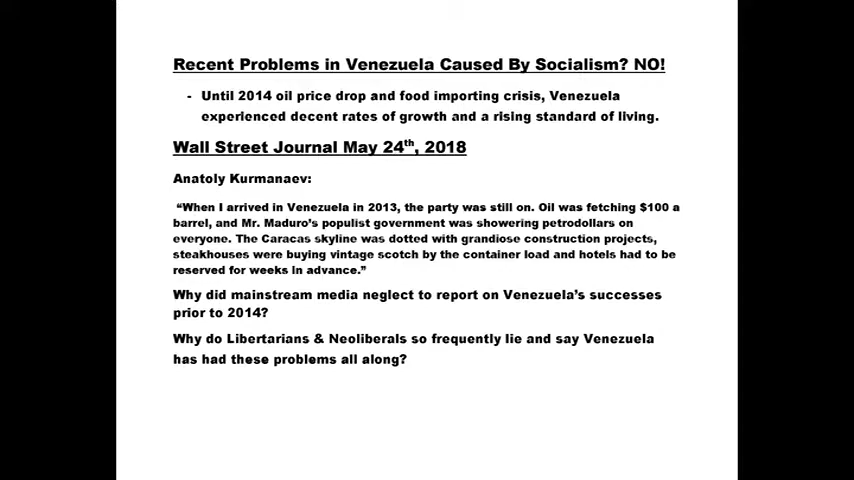 Recent Problems in Venezuela Caused By Socialism? NO!
- Until 2014 oil price drop and food importing crisis, Venezuela
experienced decent rates of growth and a rising standard of living.
Wall Street Journal May 24th, 2018
Anatoly Kurmanaev:
“When I arrived in Venezuela in 2013, the party was still on. Oil was fetching $100 a
barrel, and Mr. Maduro’s populist government was showering petrodollars on
everyone. The Caracas skyline was dotted with grandiose construction projects,
steakhouses were buying vintage scotch by the container load and hotels had to be
reserved for weeks in advance.”
Why did mainstream media neglect to report on Venezuela’s successes
prior to 2014?
Why do Libertarians & Neoliberals so frequently lie and say Venezuela
has had these problems all along?